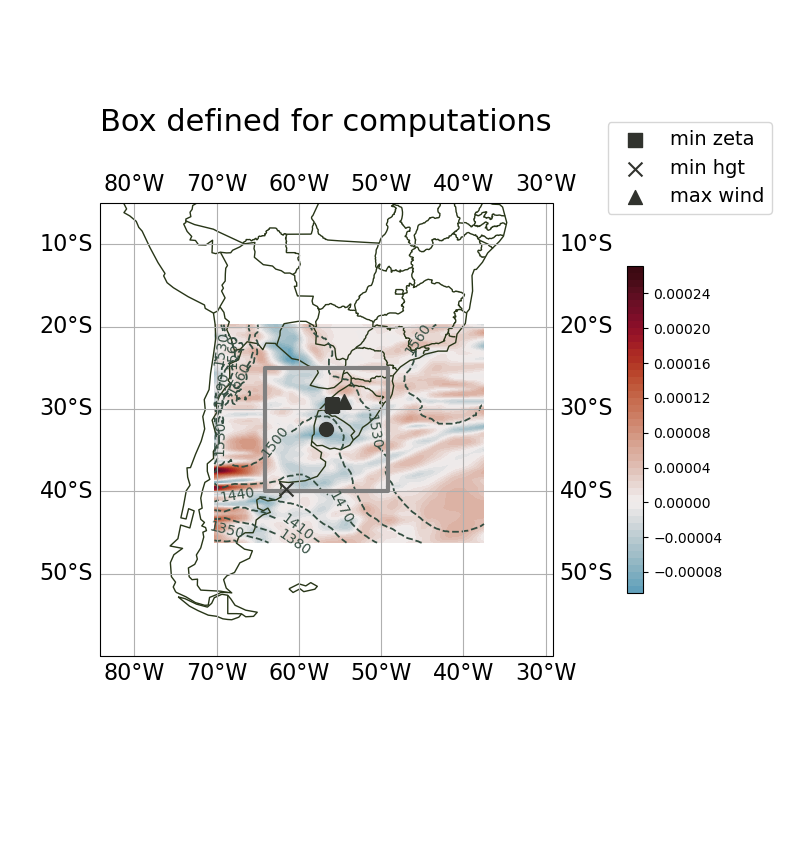 Box defined for computations
min zeta
min hgt
max wind
80°W 70°W 60°W 50°W 40°W 30°W
10°S 10°S
20°S 20°S
30°S 30°S
40°S 40°S
50°S 50°S
80°W 70°W 60°W 50°W 40°W 30°W
1530
1560
1500
1530
1530
1440
1470
1410
1350
1380
0.00024
0.00020
0.00016
0.00012
0.00008
0.00004
0.00000
−0.00004
−0.00008